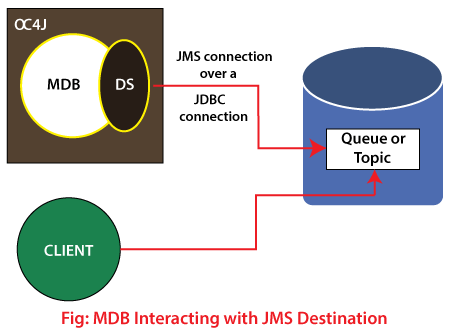 OC4J
MDB
DS
JMS connection
over a
JDBC
connection
Queue or
Topic
CLIENT
Fig: MDB Interacting with JMS Destination